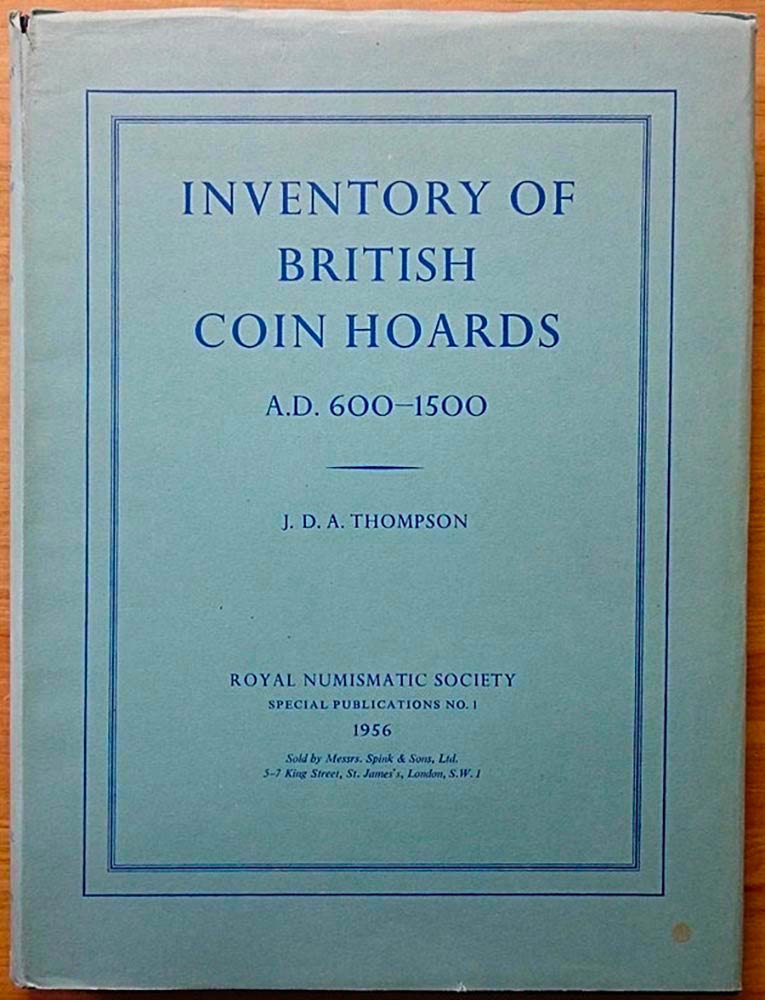 INVENTORY OF
BRITISH
COIN HOARDS
A.D. 600–1500
J. D. A. THOMPSON
ROYAL NUMISMATIC SOCIETY
SPECIAL PUBLICATIONS NO. 1
1956
Sold by Messrs. Spink & Sons, Ltd.
5–7 King Street, St. James's, London, S.W. 1